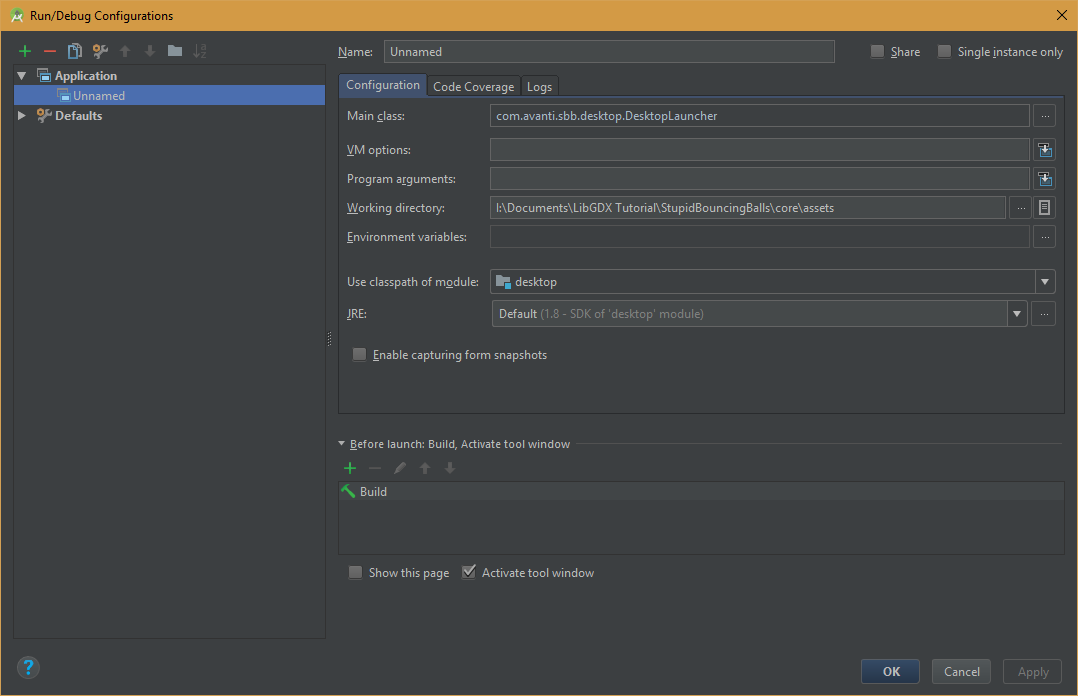 Run/Debug Configurations
Application
Unnamed
Defaults
Name: Unnamed Share Single instance only
Configuration Code Coverage Logs
Main class: com.avanti.sbb.desktop.DesktopLauncher ...
VM options:
Program arguments:
Working directory: I:\Documents\LibGDX Tutorial\StupidBouncingBalls\core\assets ...
Environment variables: ...
Use classpath of module: desktop
JRE: Default (1.8 - SDK of 'desktop' module) ...
Enable capturing form snapshots
Before launch: Build, Activate tool window
Build
Show this page Activate tool window
? OK Cancel Apply